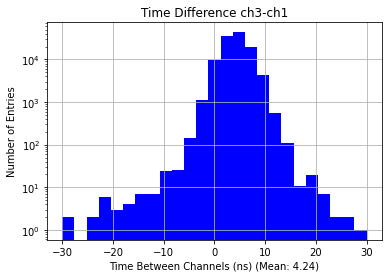 Time Difference ch3-ch1
Number of Entries
10⁴
10³
10²
10¹
10⁰
−30 −20 −10 0 10 20 30
Time Between Channels (ns) (Mean: 4.24)